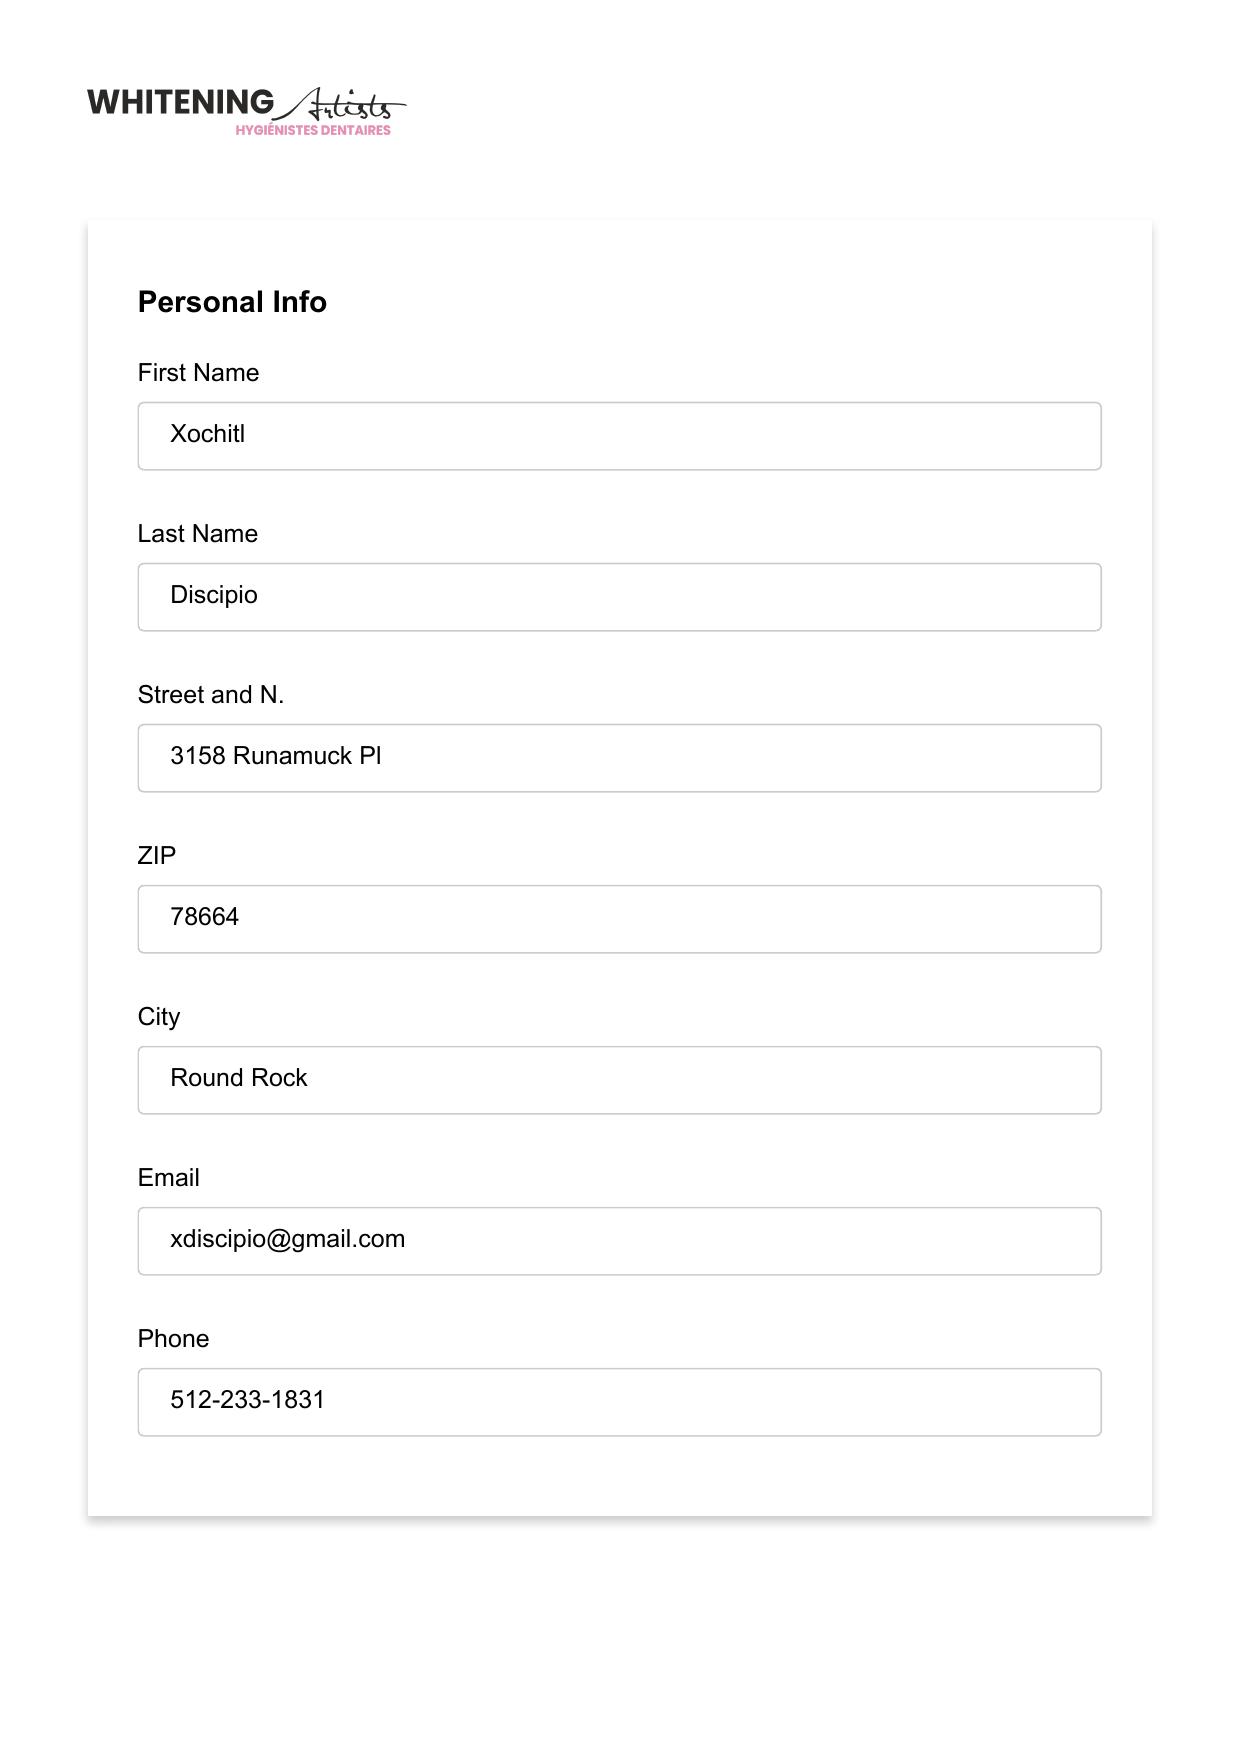 WHITENING Artists
HYGIÉNISTES DENTAIRES
Personal Info
First Name
Xochitl
Last Name
Discipio
Street and N.
3158 Runamuck Pl
ZIP
78664
City
Round Rock
Email
xdiscipio@gmail.com
Phone
512-233-1831